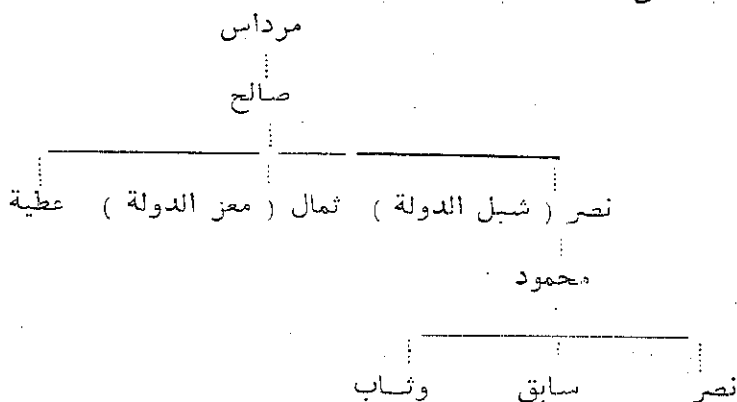 مرداس
صالح
نصر ( شبل الدولة ) ثمال ( معز الدولة ) عطية
محمود
نصر سابق وثاب